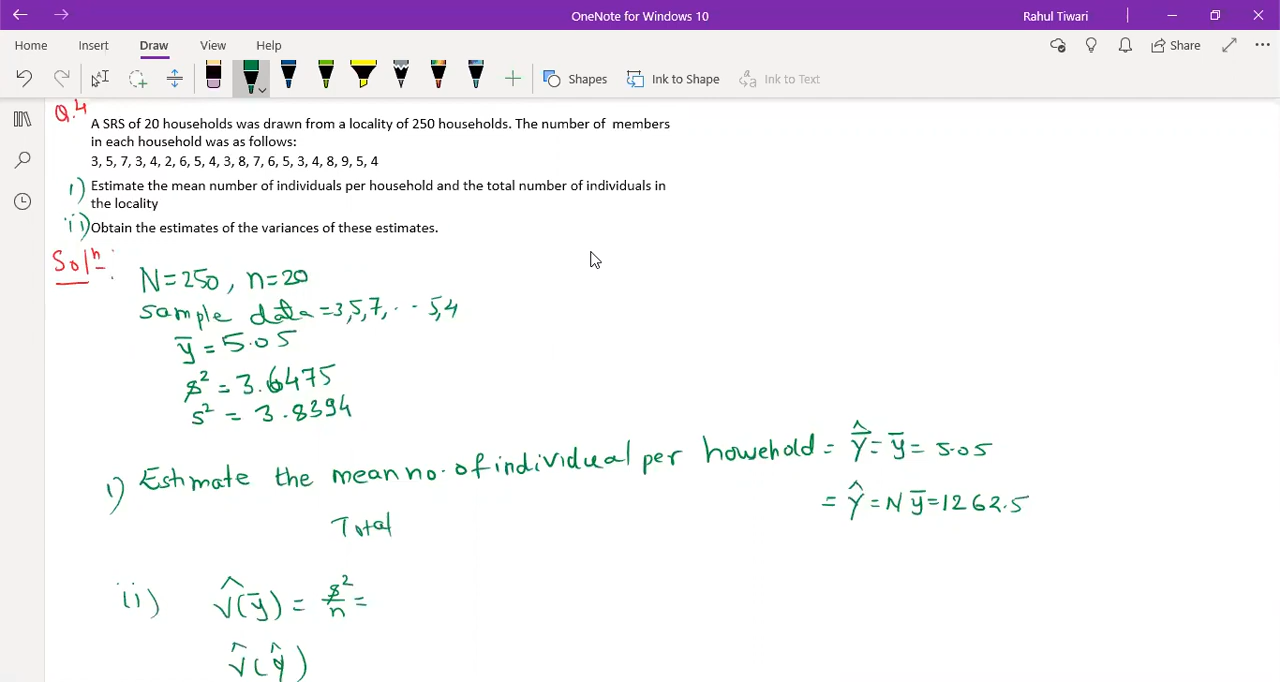 OneNote for Windows 10
Rahul Tiwari
Home Insert Draw View Help
Share
Shapes Ink to Shape Ink to Text
Q.4
A SRS of 20 households was drawn from a locality of 250 households. The number of members
in each household was as follows:
3, 5, 7, 3, 4, 2, 6, 5, 4, 3, 8, 7, 6, 5, 3, 4, 8, 9, 5, 4
i) Estimate the mean number of individuals per household and the total number of individuals in
the locality
ii) Obtain the estimates of the variances of these estimates.
Solⁿ:
N=250, n=20
sample data =3,5,7,... 5,4
y̅ = 5.05
$² = 3.6475
s² = 3.8394
i) Estimate the mean no. of individual per howehold = Y̅̂ = y̅ = 5.05
Total = Ŷ = N y̅ = 1262.5
ii) V̂(y̅) = $²/n =
V̂(ŷ)